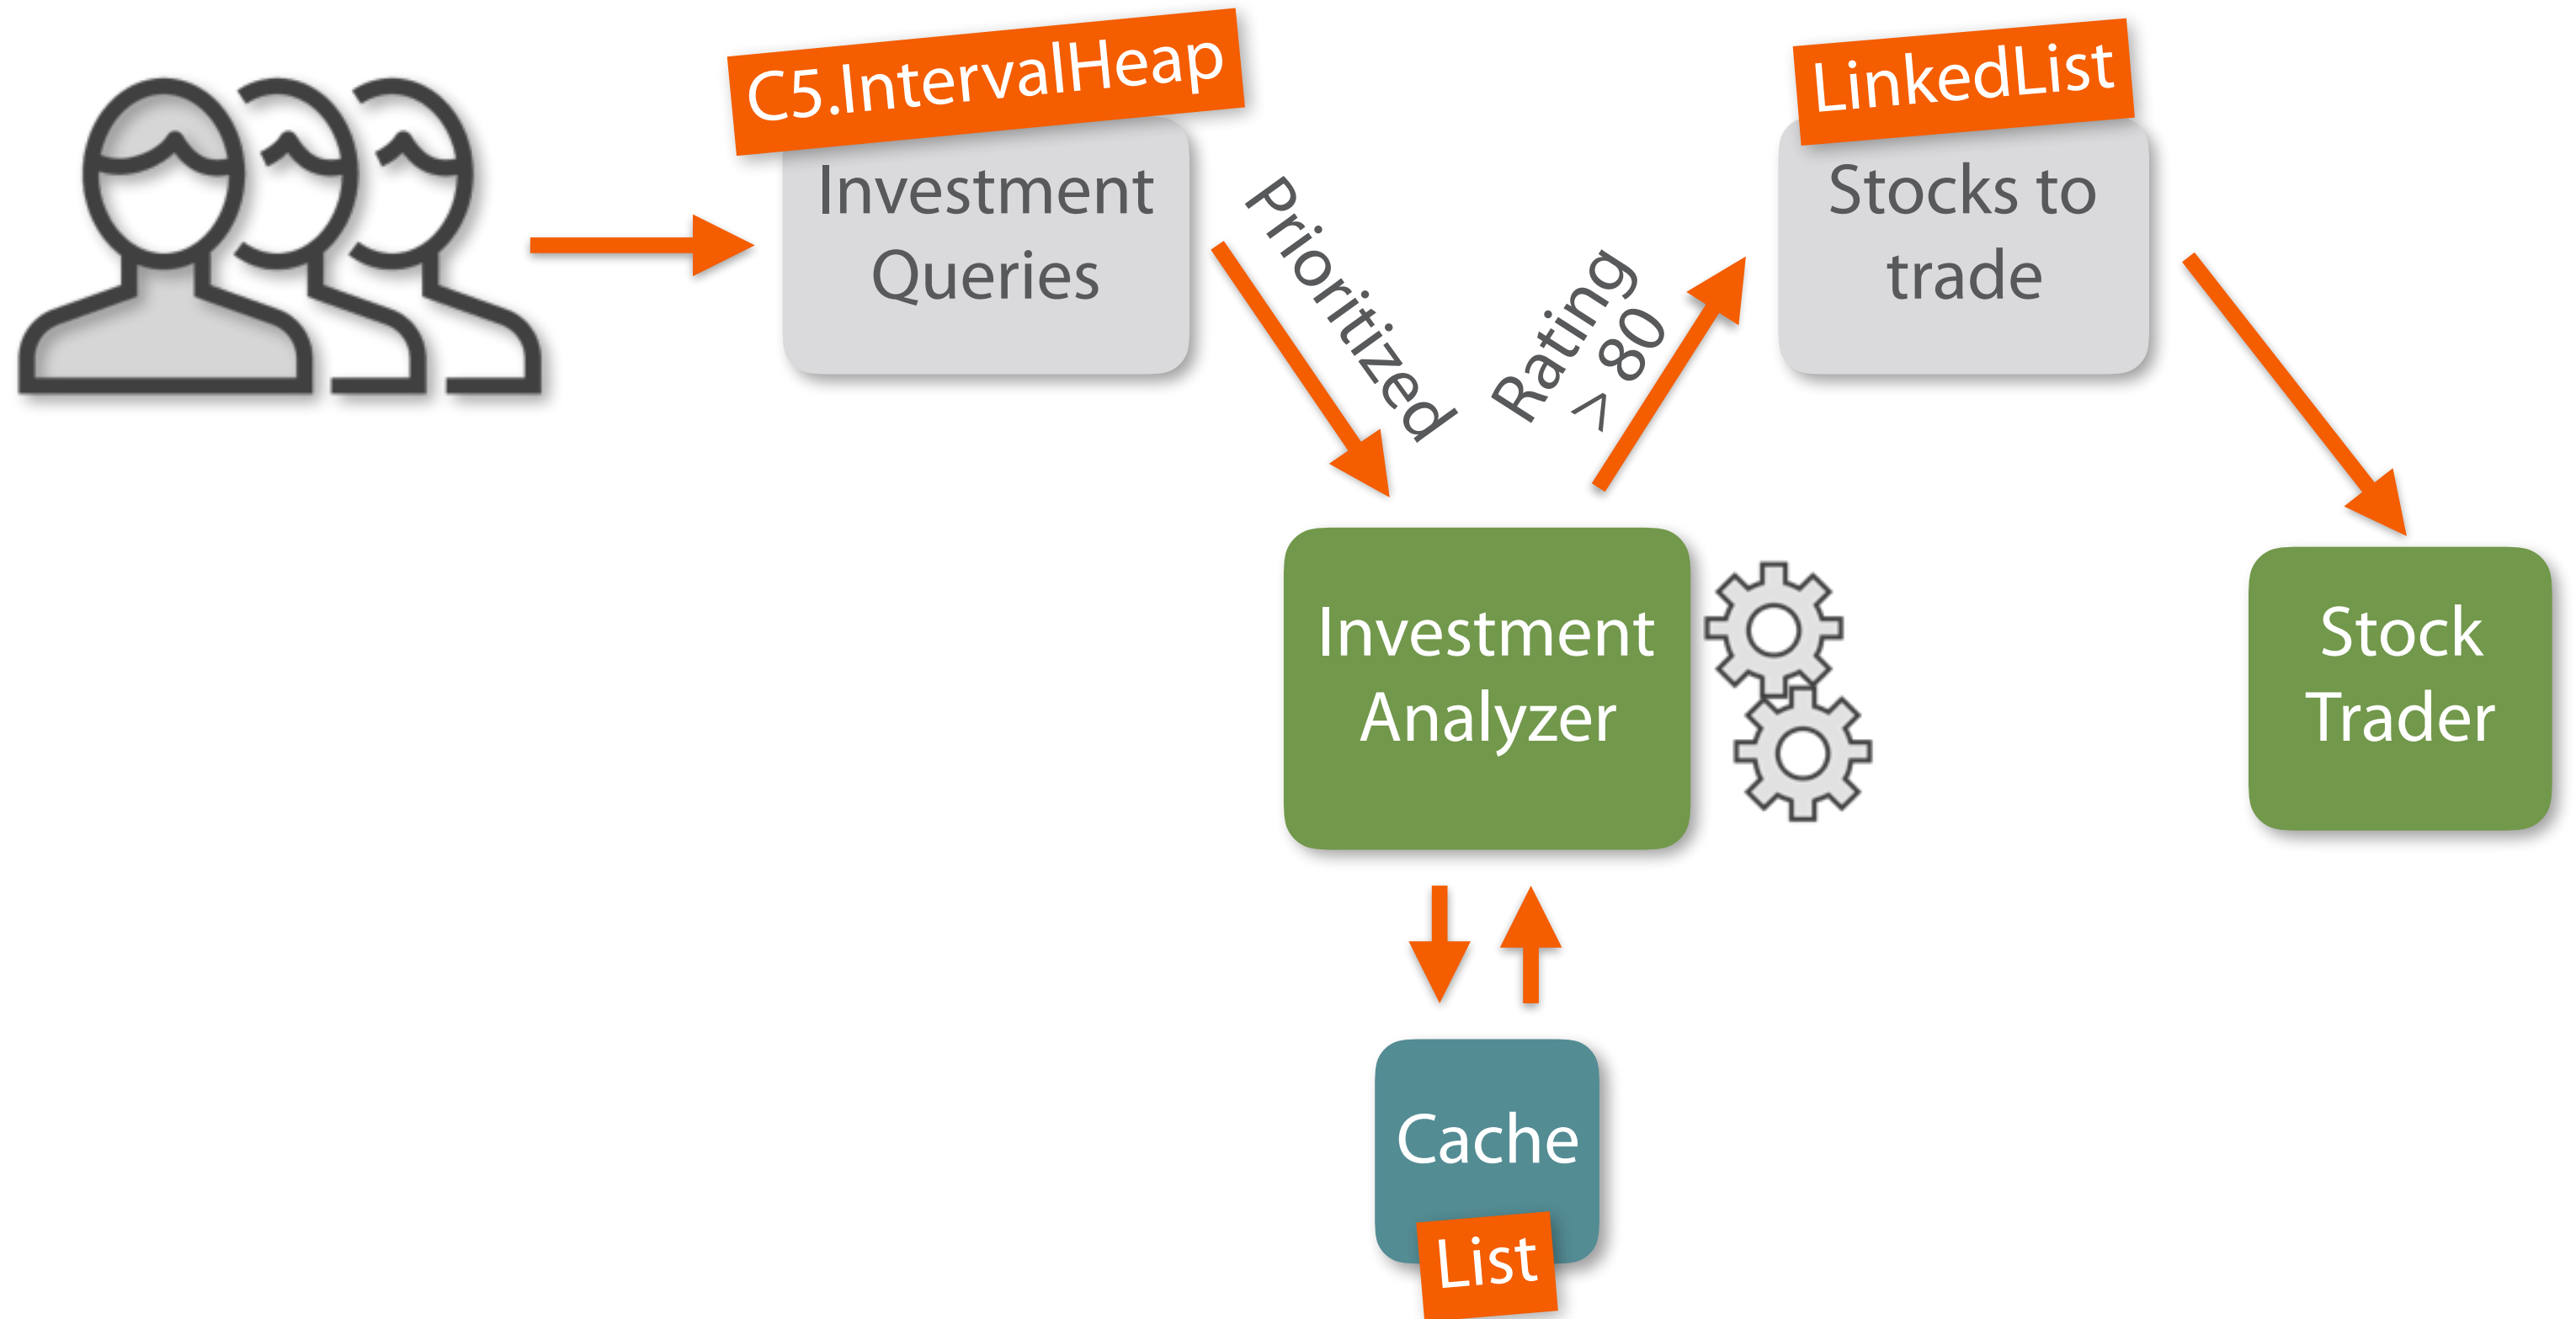 C5.IntervalHeap
Investment
Queries
Prioritized
Rating
> 80
LinkedList
Stocks to
trade
Investment
Analyzer
Stock
Trader
Cache
List